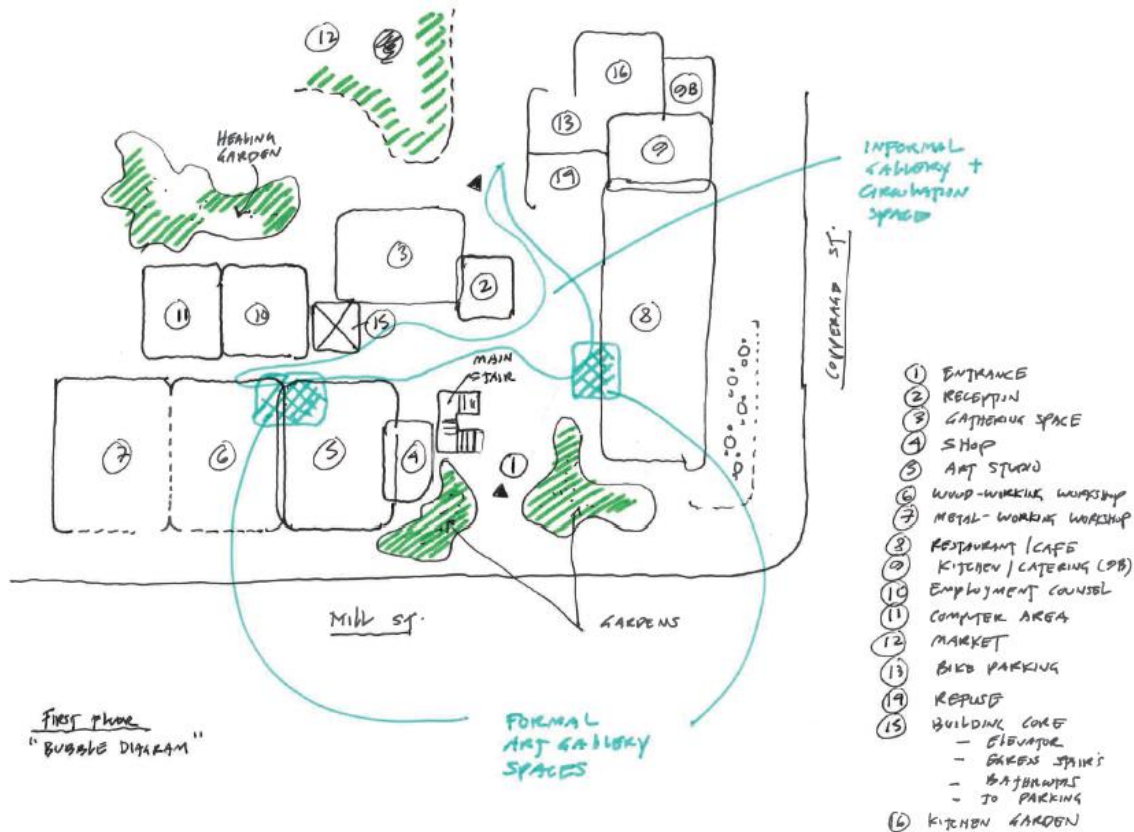 12
16
9B
13
9
14
HEALING
GARDEN
INFORMAL
GALLERY +
CIRCULATION
SPACE
3
2
11
10
15
8
COPPERAGE ST.
MAIN
STAIR
7
6
5
4
1
MILL ST.
GARDENS
FORMAL
ART GALLERY
SPACES
FIRST FLOOR
"BUBBLE DIAGRAM"
1 ENTRANCE
2 RECEPTION
3 GATHERING SPACE
4 SHOP
5 ART STUDIO
6 WOOD-WORKING WORKSHOP
7 METAL-WORKING WORKSHOP
8 RESTAURANT / CAFE
9 KITCHEN / CATERING (9B)
10 EMPLOYMENT COUNSEL
11 COMPUTER AREA
12 MARKET
13 BIKE PARKING
14 REFUSE
15 BUILDING CORE
- ELEVATOR
- EGRESS STAIRS
- BATHROOMS
- TO PARKING
16 KITCHEN GARDEN